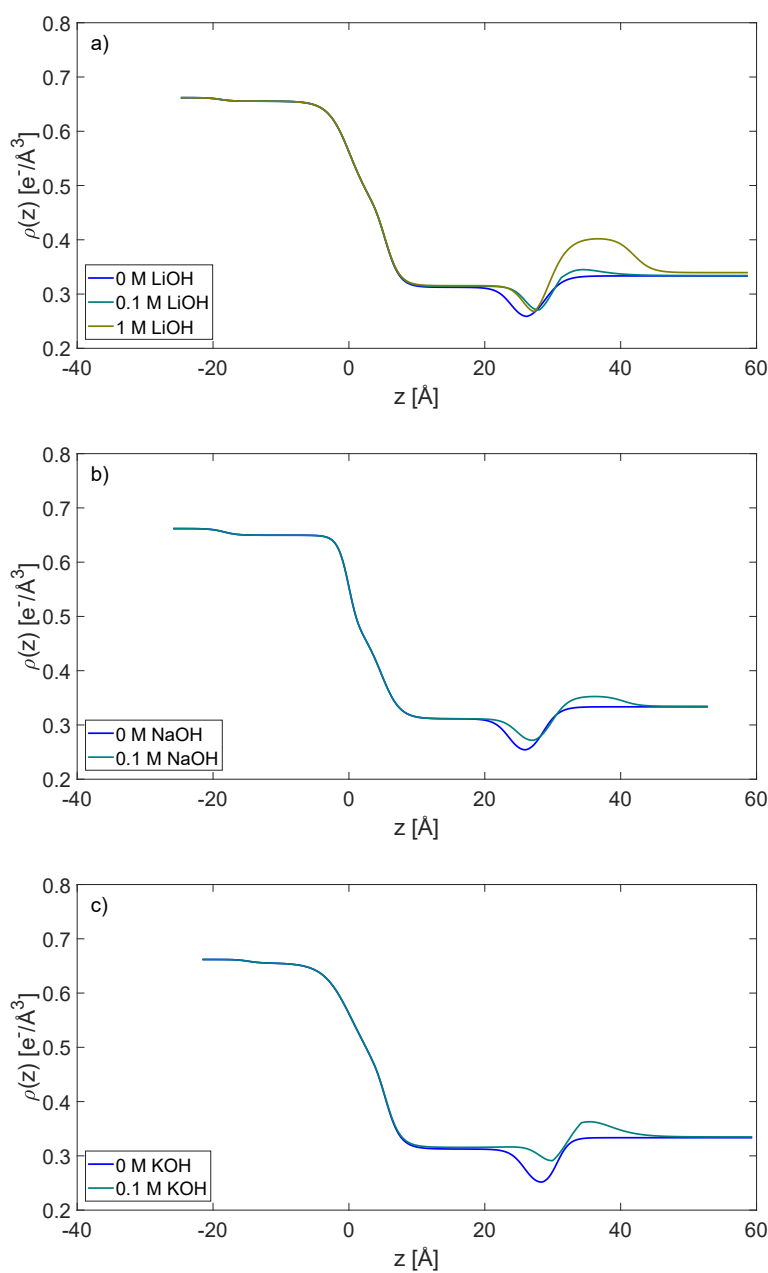 a)
0.8
0.7
0.6
0.5
0.4
0.3
0.2
ρ(z) [e⁻/Å³]
0 M LiOH
0.1 M LiOH
1 M LiOH
-40 -20 0 20 40 60
z [Å]
b)
0.8
0.7
0.6
0.5
0.4
0.3
0.2
ρ(z) [e⁻/Å³]
0 M NaOH
0.1 M NaOH
-40 -20 0 20 40 60
z [Å]
c)
0.8
0.7
0.6
0.5
0.4
0.3
0.2
ρ(z) [e⁻/Å³]
0 M KOH
0.1 M KOH
-40 -20 0 20 40 60
z [Å]